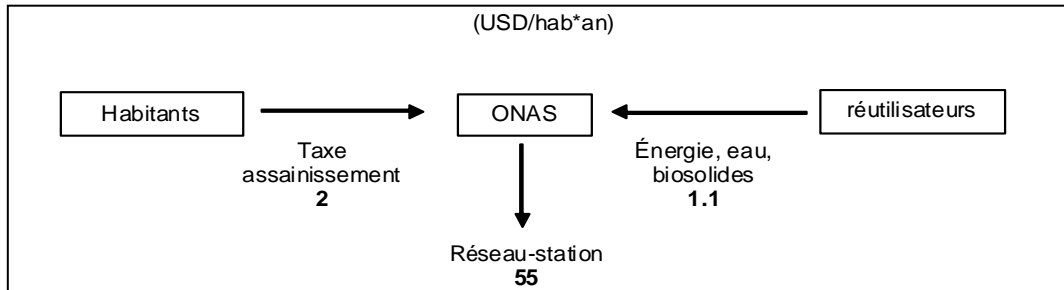 (USD/hab*an)
Habitants
ONAS
réutilisateurs
Taxe
assainissement
2
Énergie, eau,
biosolides
1.1
Réseau-station
55